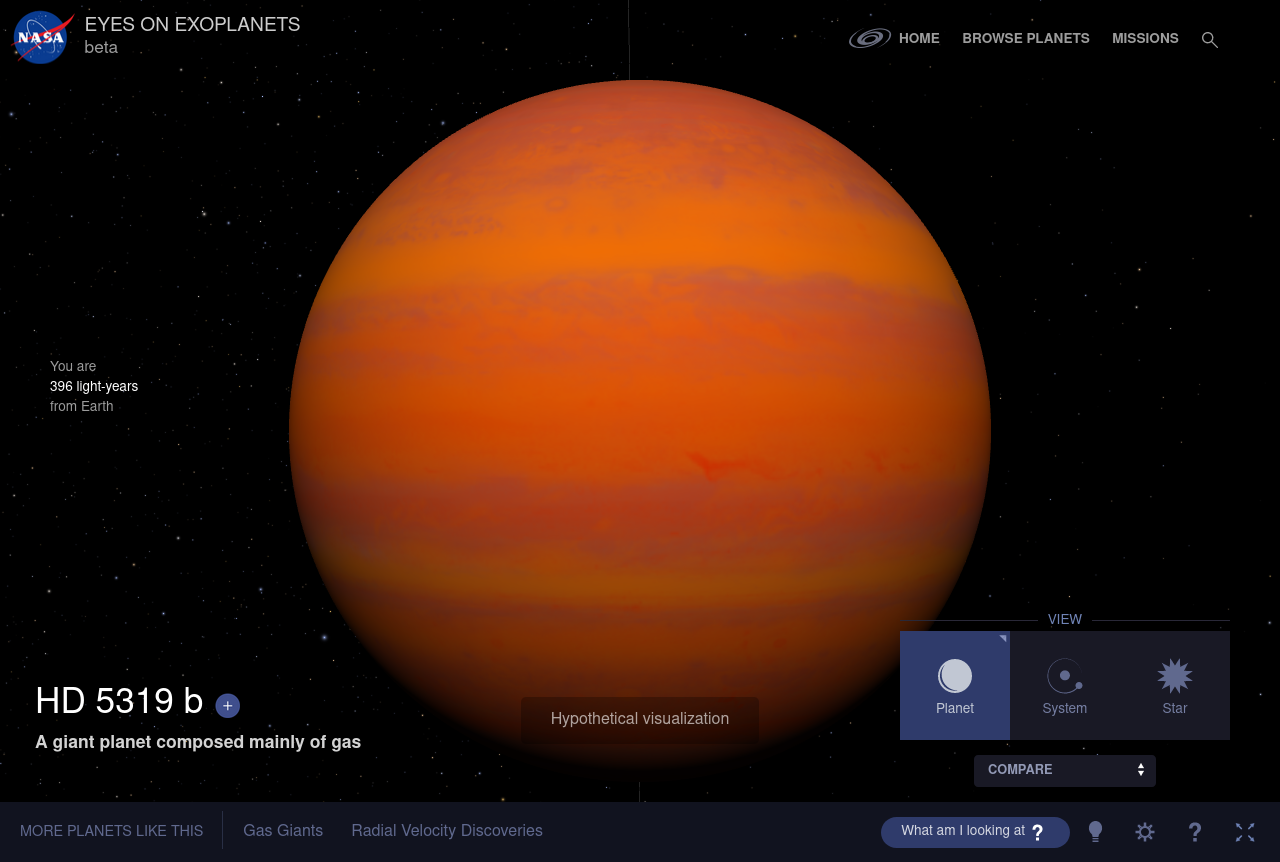 NASA
EYES ON EXOPLANETS
beta
HOME
BROWSE PLANETS
MISSIONS
You are
396 light-years
from Earth
VIEW
Planet
System
Star
HD 5319 b +
A giant planet composed mainly of gas
Hypothetical visualization
COMPARE
MORE PLANETS LIKE THIS
Gas Giants
Radial Velocity Discoveries
What am I looking at ?
?